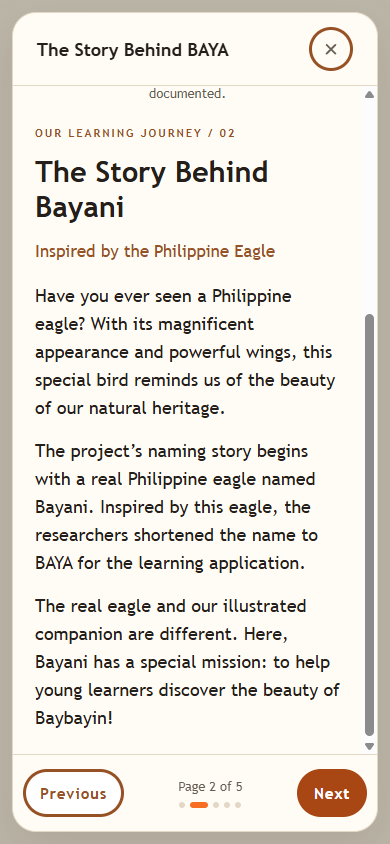 The Story Behind BAYA
documented.
OUR LEARNING JOURNEY / 02
The Story Behind
Bayani
Inspired by the Philippine Eagle
Have you ever seen a Philippine
eagle? With its magnificent
appearance and powerful wings, this
special bird reminds us of the beauty
of our natural heritage.
The project’s naming story begins
with a real Philippine eagle named
Bayani. Inspired by this eagle, the
researchers shortened the name to
BAYA for the learning application.
The real eagle and our illustrated
companion are different. Here,
Bayani has a special mission: to help
young learners discover the beauty of
Baybayin!
Previous
Page 2 of 5
Next